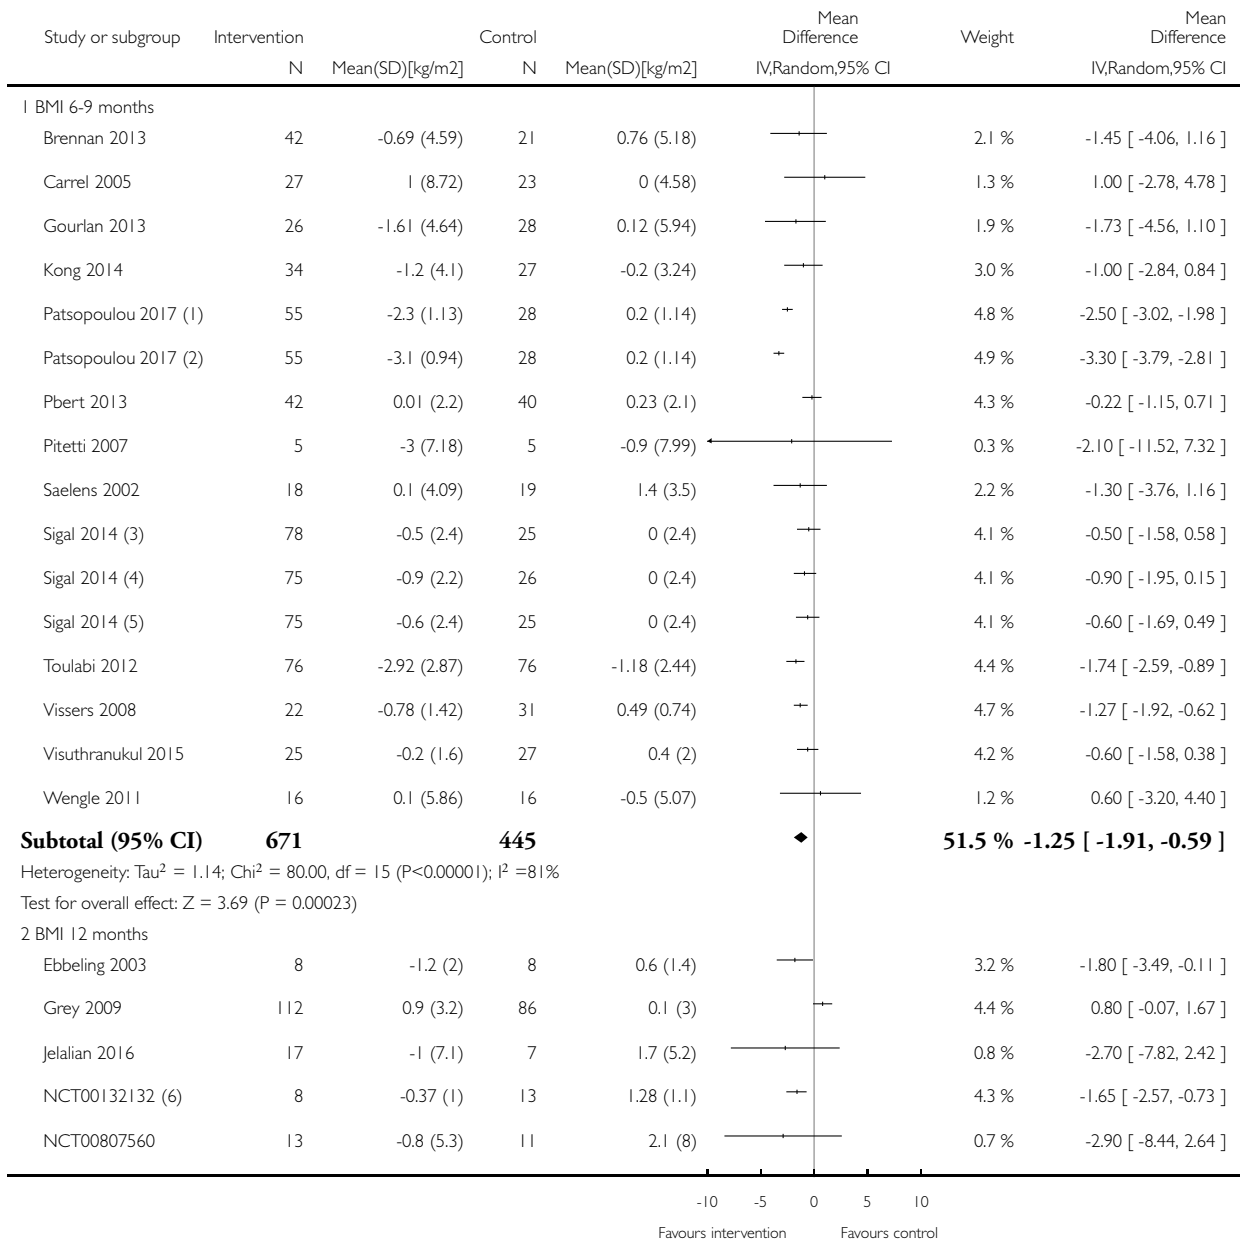 Mean Mean
Study or subgroup Intervention Control Difference Weight Difference
N Mean(SD)[kg/m2] N Mean(SD)[kg/m2] IV,Random,95% CI IV,Random,95% CI
1 BMI 6-9 months
Brennan 2013 42 -0.69 (4.59) 21 0.76 (5.18) 2.1 % -1.45 [ -4.06, 1.16 ]
Carrel 2005 27 1 (8.72) 23 0 (4.58) 1.3 % 1.00 [ -2.78, 4.78 ]
Gourlan 2013 26 -1.61 (4.64) 28 0.12 (5.94) 1.9 % -1.73 [ -4.56, 1.10 ]
Kong 2014 34 -1.2 (4.1) 27 -0.2 (3.24) 3.0 % -1.00 [ -2.84, 0.84 ]
Patsopoulou 2017 (1) 55 -2.3 (1.13) 28 0.2 (1.14) 4.8 % -2.50 [ -3.02, -1.98 ]
Patsopoulou 2017 (2) 55 -3.1 (0.94) 28 0.2 (1.14) 4.9 % -3.30 [ -3.79, -2.81 ]
Pbert 2013 42 0.01 (2.2) 40 0.23 (2.1) 4.3 % -0.22 [ -1.15, 0.71 ]
Pitetti 2007 5 -3 (7.18) 5 -0.9 (7.99) 0.3 % -2.10 [ -11.52, 7.32 ]
Saelens 2002 18 0.1 (4.09) 19 1.4 (3.5) 2.2 % -1.30 [ -3.76, 1.16 ]
Sigal 2014 (3) 78 -0.5 (2.4) 25 0 (2.4) 4.1 % -0.50 [ -1.58, 0.58 ]
Sigal 2014 (4) 75 -0.9 (2.2) 26 0 (2.4) 4.1 % -0.90 [ -1.95, 0.15 ]
Sigal 2014 (5) 75 -0.6 (2.4) 25 0 (2.4) 4.1 % -0.60 [ -1.69, 0.49 ]
Toulabi 2012 76 -2.92 (2.87) 76 -1.18 (2.44) 4.4 % -1.74 [ -2.59, -0.89 ]
Vissers 2008 22 -0.78 (1.42) 31 0.49 (0.74) 4.7 % -1.27 [ -1.92, -0.62 ]
Visuthranukul 2015 25 -0.2 (1.6) 27 0.4 (2) 4.2 % -0.60 [ -1.58, 0.38 ]
Wengle 2011 16 0.1 (5.86) 16 -0.5 (5.07) 1.2 % 0.60 [ -3.20, 4.40 ]
Subtotal (95% CI) 671 445 51.5 % -1.25 [ -1.91, -0.59 ]
Heterogeneity: Tau² = 1.14; Chi² = 80.00, df = 15 (P<0.00001); I² =81%
Test for overall effect: Z = 3.69 (P = 0.00023)
2 BMI 12 months
Ebbeling 2003 8 -1.2 (2) 8 0.6 (1.4) 3.2 % -1.80 [ -3.49, -0.11 ]
Grey 2009 112 0.9 (3.2) 86 0.1 (3) 4.4 % 0.80 [ -0.07, 1.67 ]
Jelalian 2016 17 -1 (7.1) 7 1.7 (5.2) 0.8 % -2.70 [ -7.82, 2.42 ]
NCT00132132 (6) 8 -0.37 (1) 13 1.28 (1.1) 4.3 % -1.65 [ -2.57, -0.73 ]
NCT00807560 13 -0.8 (5.3) 11 2.1 (8) 0.7 % -2.90 [ -8.44, 2.64 ]
-10 -5 0 5 10
Favours intervention Favours control